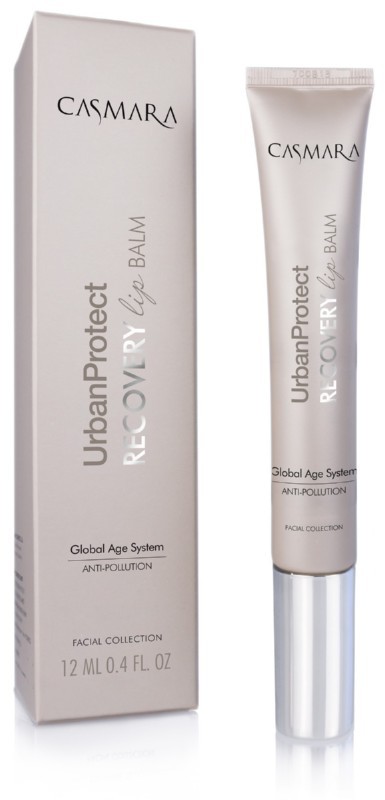 CASMARA
UrbanProtect
RECOVERY lip BALM
Global Age System
ANTI-POLLUTION
FACIAL COLLECTION
12 ML 0.4 FL. OZ
CASMARA
UrbanProtect
RECOVERY lip BALM
Global Age System
ANTI-POLLUTION
FACIAL COLLECTION